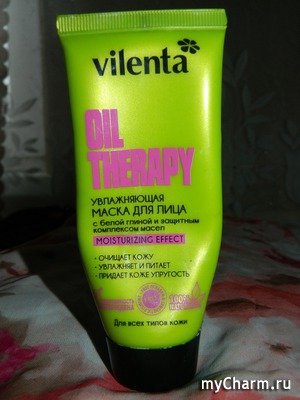 vilenta
OIL
THERAPY
УВЛАЖНЯЮЩАЯ
МАСКА ДЛЯ ЛИЦА
с белой глиной и защитным
комплексом масел
MOISTURIZING EFFECT
• ОЧИЩАЕТ КОЖУ
• УВЛАЖНЯЕТ И ПИТАЕТ
• ПРИДАЕТ КОЖЕ УПРУГОСТЬ
100%
Для всех типов кожи
myCharm.ru